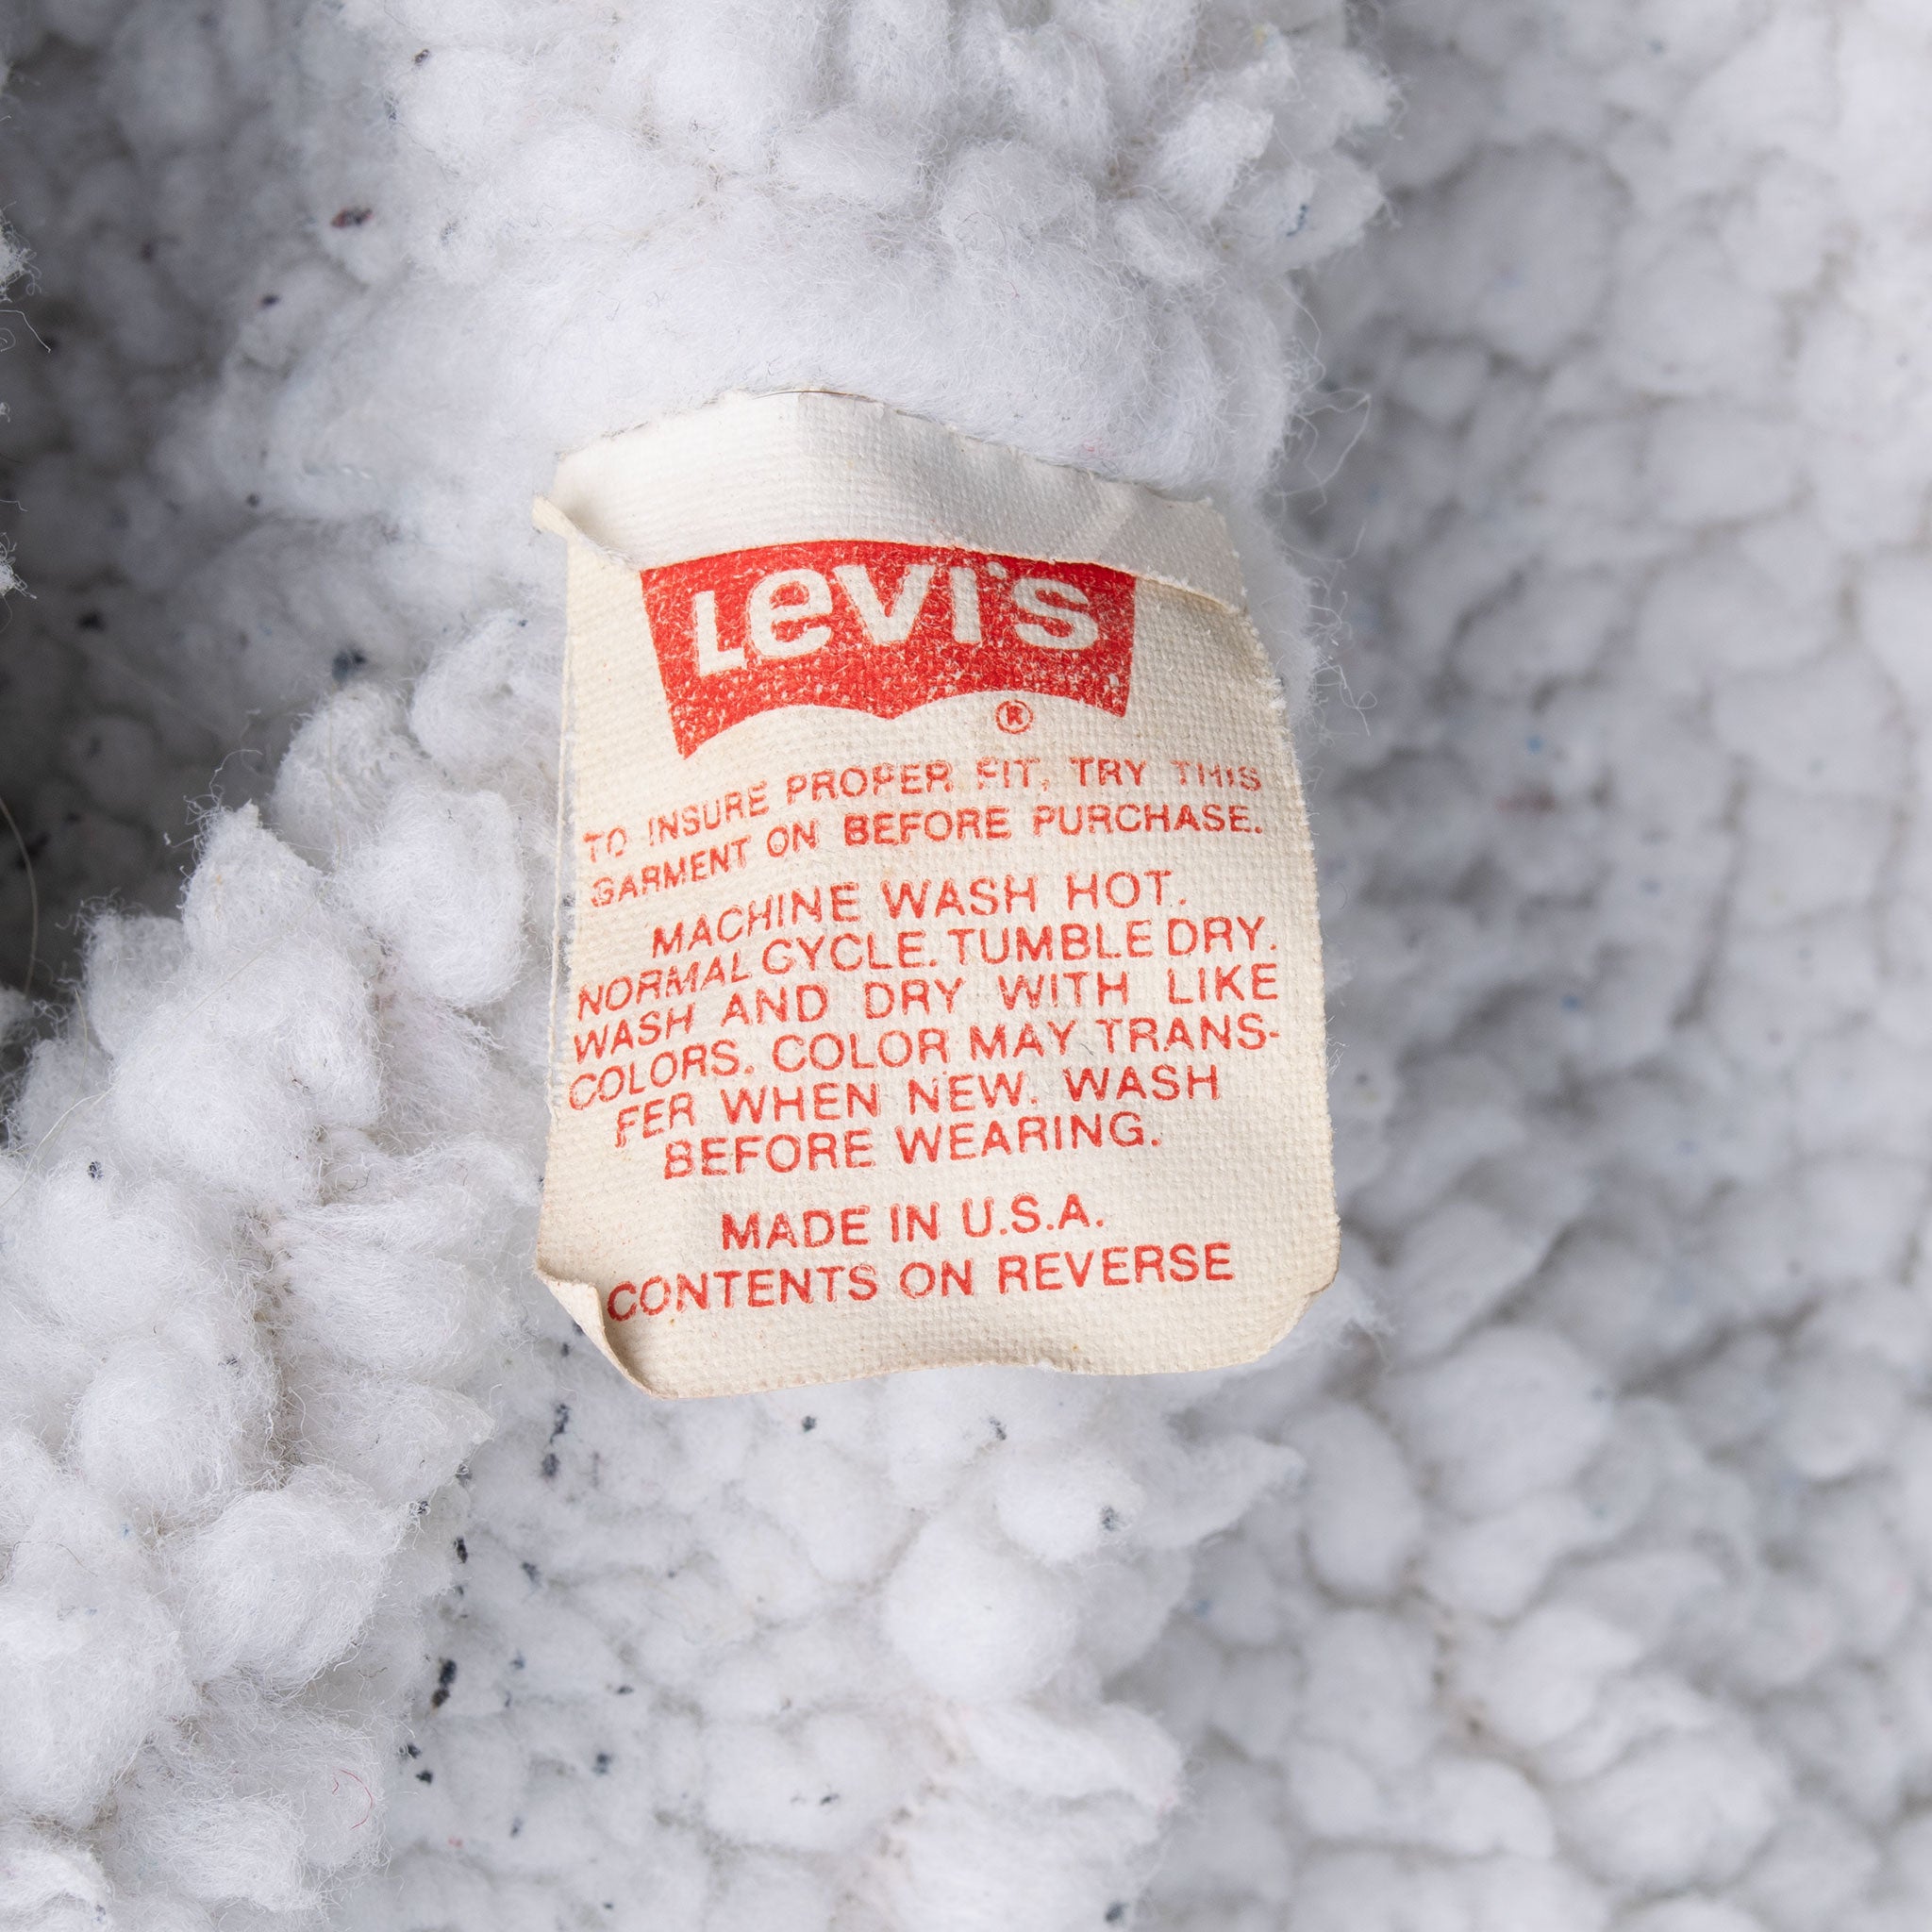 LEVI'S
®
TO INSURE PROPER FIT, TRY THIS
GARMENT ON BEFORE PURCHASE.
MACHINE WASH HOT.
NORMAL CYCLE. TUMBLE DRY.
WASH AND DRY WITH LIKE
COLORS. COLOR MAY TRANS-
FER WHEN NEW. WASH
BEFORE WEARING.
MADE IN U.S.A.
CONTENTS ON REVERSE